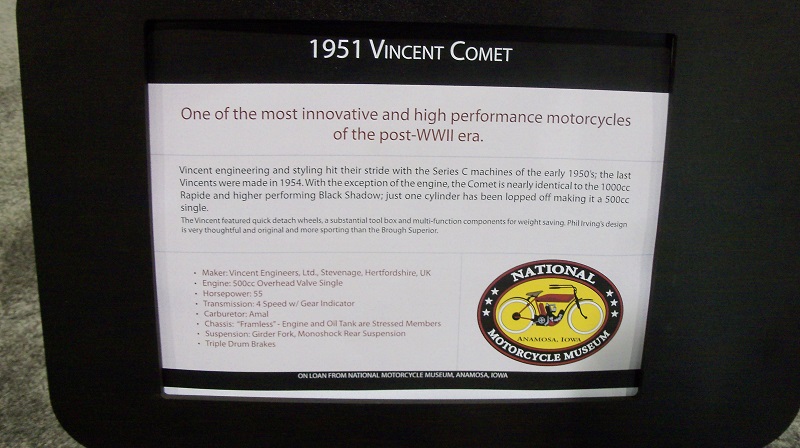 1951 VINCENT COMET
One of the most innovative and high performance motorcycles
of the post-WWII era.
Vincent engineering and styling hit their stride with the Series C machines of the early 1950's; the last
Vincents were made in 1954. With the exception of the engine, the Comet is nearly identical to the 1000cc
Rapide and higher performing Black Shadow; just one cylinder has been lopped off making it a 500cc
single.
The Vincent featured quick detach wheels, a substantial tool box and multi-function components for weight saving. Phil Irving's design
is very thoughtful and original and more sporting than the Brough Superior.
• Maker: Vincent Engineers, Ltd., Stevenage, Hertfordshire, UK
• Engine: 500cc Overhead Valve Single
• Horsepower: 55
• Transmission: 4 Speed w/ Gear Indicator
• Carburetor: Amal
• Chassis: "Framless" - Engine and Oil Tank are Stressed Members
• Suspension: Girder Fork, Monoshock Rear Suspension
• Triple Drum Brakes
NATIONAL
ANAMOSA, IOWA
MOTORCYCLE MUSEUM
ON LOAN FROM NATIONAL MOTORCYCLE MUSEUM, ANAMOSA, IOWA